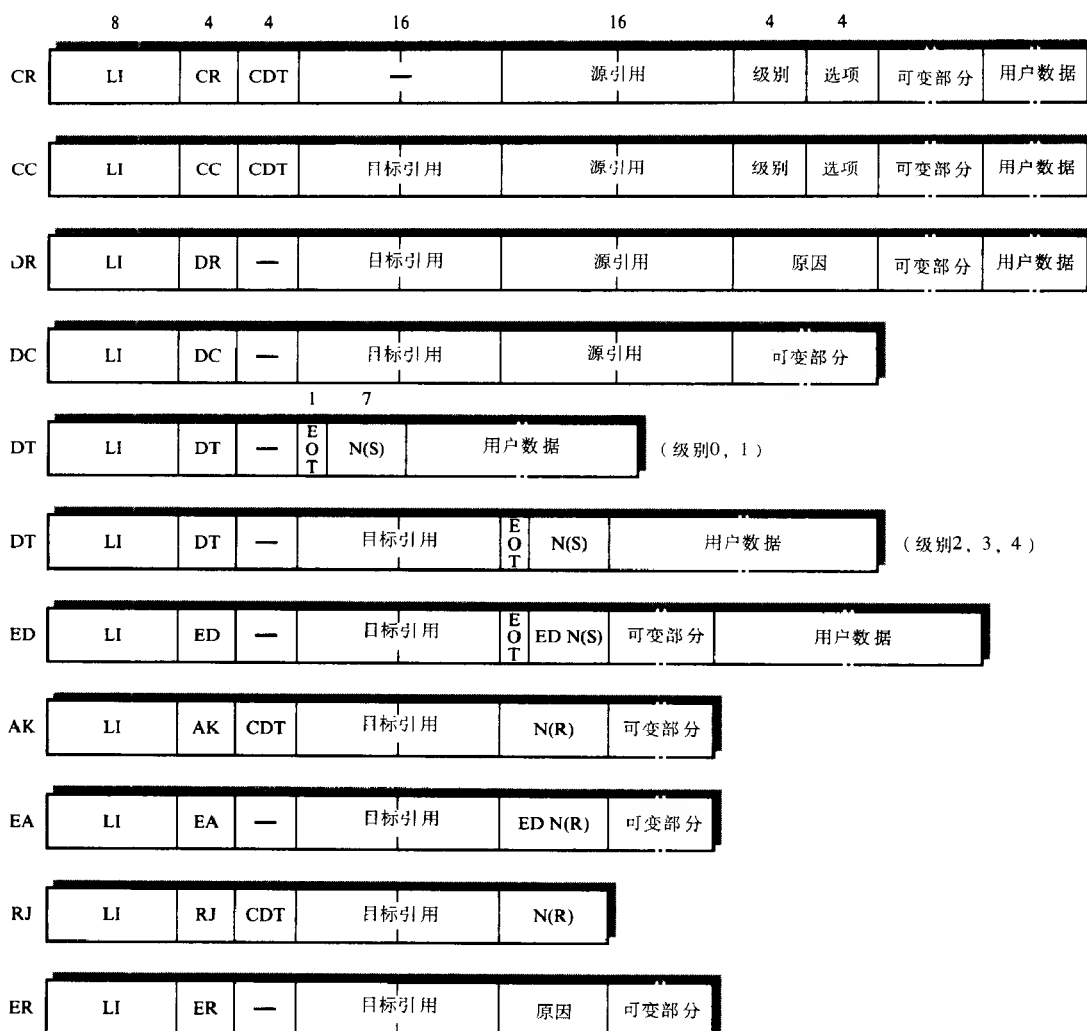 8 4 4 16 16 4 4
CR LI CR CDT — 源引用 级别 选项 可变部分 用户数据
CC LI CC CDT 目标引用 源引用 级别 选项 可变部分 用户数据
DR LI DR — 目标引用 源引用 原因 可变部分 用户数据
DC LI DC — 目标引用 源引用 可变部分
1 7
DT LI DT — EOT N(S) 用户数据 (级别0, 1)
DT LI DT — 目标引用 EOT N(S) 用户数据 (级别2, 3, 4)
ED LI ED — 目标引用 EOT ED N(S) 可变部分 用户数据
AK LI AK CDT 目标引用 N(R) 可变部分
EA LI EA — 目标引用 ED N(R) 可变部分
RJ LI RJ CDT 目标引用 N(R)
ER LI ER — 目标引用 原因 可变部分